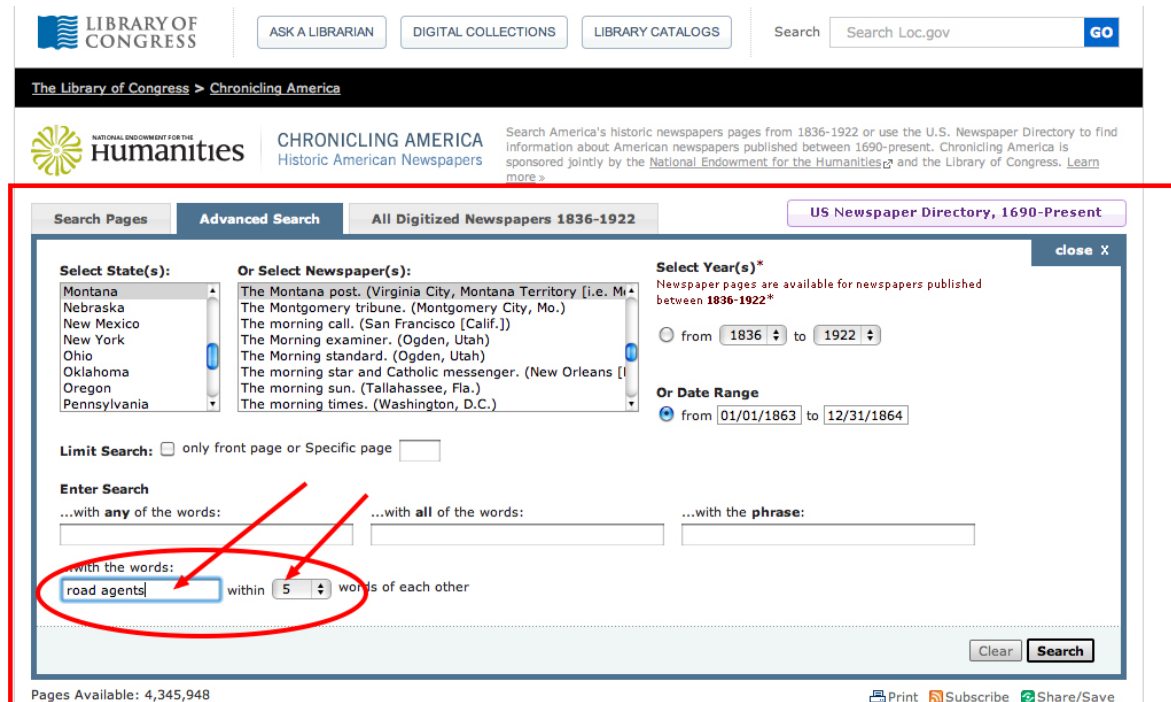 LIBRARY OF
CONGRESS
ASK A LIBRARIAN
DIGITAL COLLECTIONS
LIBRARY CATALOGS
Search
Search Loc.gov
GO
The Library of Congress > Chronicling America
NATIONAL ENDOWMENT FOR THE
Humanities
CHRONICLING AMERICA
Historic American Newspapers
Search America's historic newspapers pages from 1836-1922 or use the U.S. Newspaper Directory to find
information about American newspapers published between 1690-present. Chronicling America is
sponsored jointly by the National Endowment for the Humanities and the Library of Congress. Learn
more »
Search Pages
Advanced Search
All Digitized Newspapers 1836-1922
US Newspaper Directory, 1690-Present
close X
Select State(s):
Montana
Nebraska
New Mexico
New York
Ohio
Oklahoma
Oregon
Pennsylvania
Or Select Newspaper(s):
The Montana post. (Virginia City, Montana Territory [i.e. M
The Montgomery tribune. (Montgomery City, Mo.)
The morning call. (San Francisco [Calif.])
The Morning examiner. (Ogden, Utah)
The Morning standard. (Ogden, Utah)
The morning star and Catholic messenger. (New Orleans [
The morning sun. (Tallahassee, Fla.)
The morning times. (Washington, D.C.)
Select Year(s)*
Newspaper pages are available for newspapers published
between 1836-1922*
from 1836 to 1922
Or Date Range
from 01/01/1863 to 12/31/1864
Limit Search: only front page or Specific page
Enter Search
...with any of the words:
...with all of the words:
...with the phrase:
...with the words:
road agents within 5 words of each other
Clear
Search
Pages Available: 4,345,948
Print Subscribe Share/Save